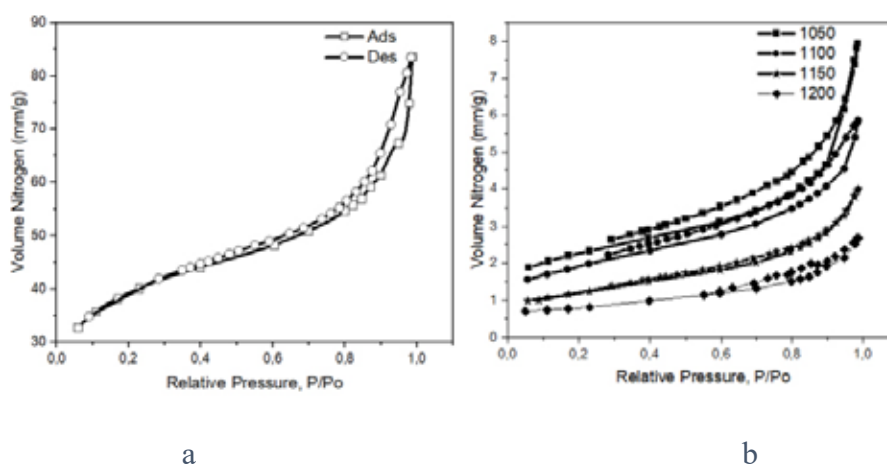 90
80
70
60
50
40
30
Volume Nitrogen (mm/g)
Ads
Des
0,0 0,2 0,4 0,6 0,8 1,0
Relative Pressure, P/Po
a
8
7
6
5
4
3
2
1
0
Volume Nitrogen (mm/g)
1050
1100
1150
1200
0,0 0,2 0,4 0,6 0,8 1,0
Relative Pressure, P/Po
b